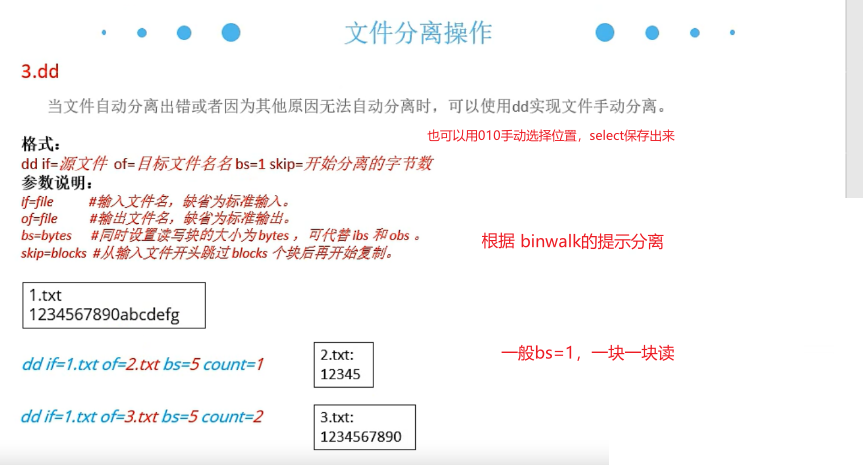 文件分离操作
3.dd
当文件自动分离出错或者因为其他原因无法自动分离时，可以使用dd实现文件手动分离。
也可以用010手动选择位置，select保存出来
格式：
dd if=源文件 of=目标文件名名 bs=1 skip=开始分离的字节数
参数说明：
if=file #输入文件名，缺省为标准输入。
of=file #输出文件名，缺省为标准输出。
bs=bytes #同时设置读写块的大小为 bytes ，可代替 ibs 和 obs 。
skip=blocks #从输入文件开头跳过 blocks 个块后再开始复制。
根据 binwalk的提示分离
1.txt
1234567890abcdefg
一般bs=1，一块一块读
dd if=1.txt of=2.txt bs=5 count=1
2.txt:
12345
dd if=1.txt of=3.txt bs=5 count=2
3.txt:
1234567890